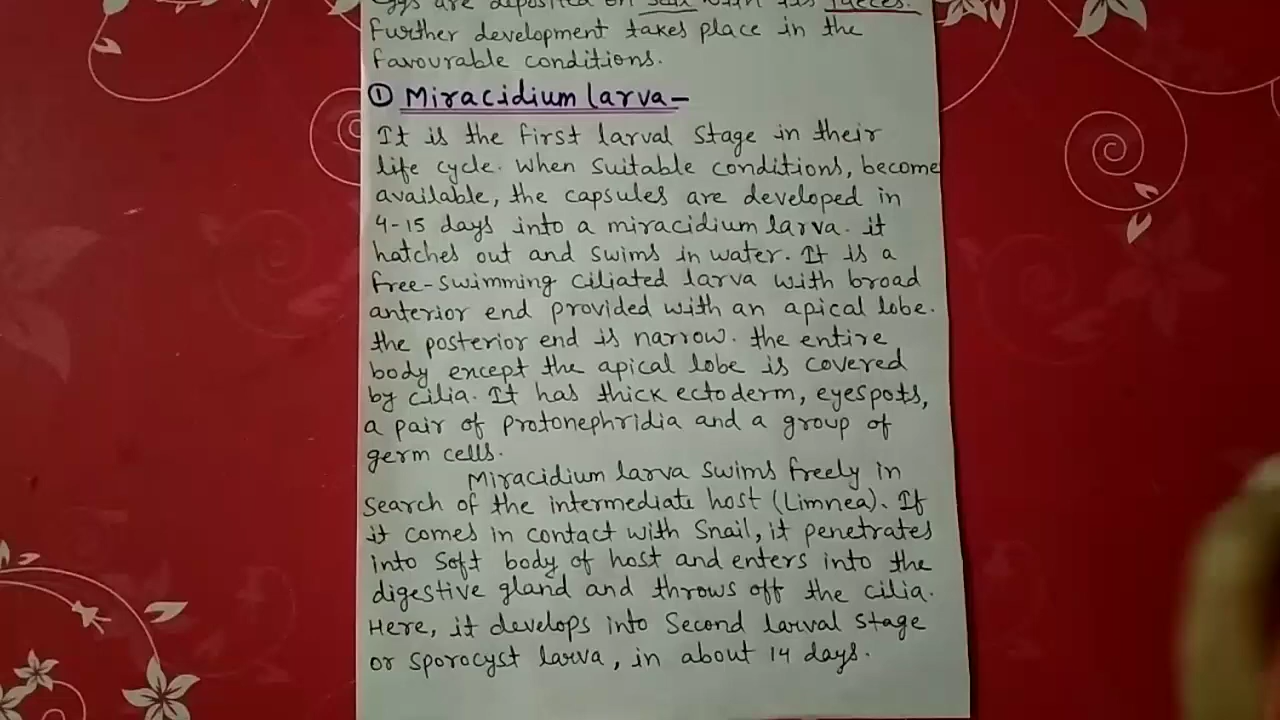 Eggs are deposited on with faeces.
Further development takes place in the
favourable conditions.
① Miracidium larva-
It is the first larval stage in their
life cycle. When suitable conditions, become
available, the capsules are developed in
4-15 days into a miracidium larva. it
hatches out and swims in water. It is a
free-swimming ciliated larva with broad
anterior end provided with an apical lobe.
the posterior end is narrow. the entire
body except the apical lobe is covered
by cilia. It has thick ectoderm, eyespots,
a pair of protonephridia and a group of
germ cells.
Miracidium larva swims freely in
search of the intermediate host (Limnea). If
it comes in contact with Snail, it penetrates
into soft body of host and enters into the
digestive gland and throws off the cilia.
Here, it develops into Second larval stage
or sporocyst larva, in about 14 days.